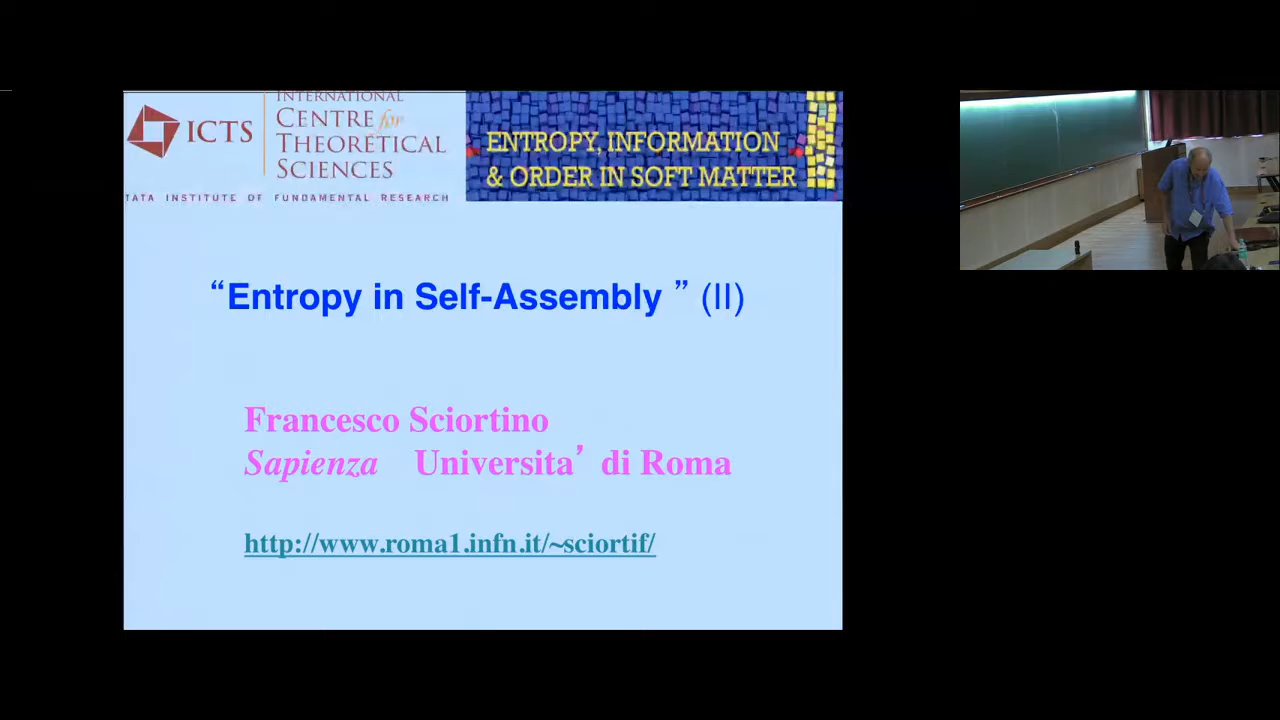 ICTS
INTERNATIONAL
CENTRE for
THEORETICAL
SCIENCES
TATA INSTITUTE OF FUNDAMENTAL RESEARCH
ENTROPY, INFORMATION
& ORDER IN SOFT MATTER
“Entropy in Self-Assembly ” (II)
Francesco Sciortino
Sapienza Universita’ di Roma
http://www.roma1.infn.it/~sciortif/